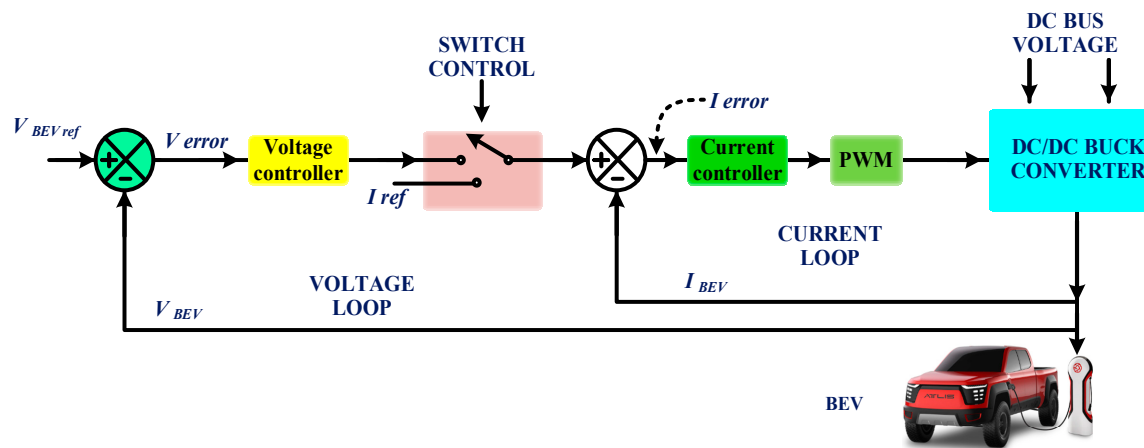 DC BUS
VOLTAGE
SWITCH
CONTROL
I error
V BEV ref
+
-
V error
Voltage
controller
I ref
+
-
Current
controller
PWM
DC/DC BUCK
CONVERTER
CURRENT
LOOP
VOLTAGE
LOOP
I BEV
V BEV
BEV
ATLIS